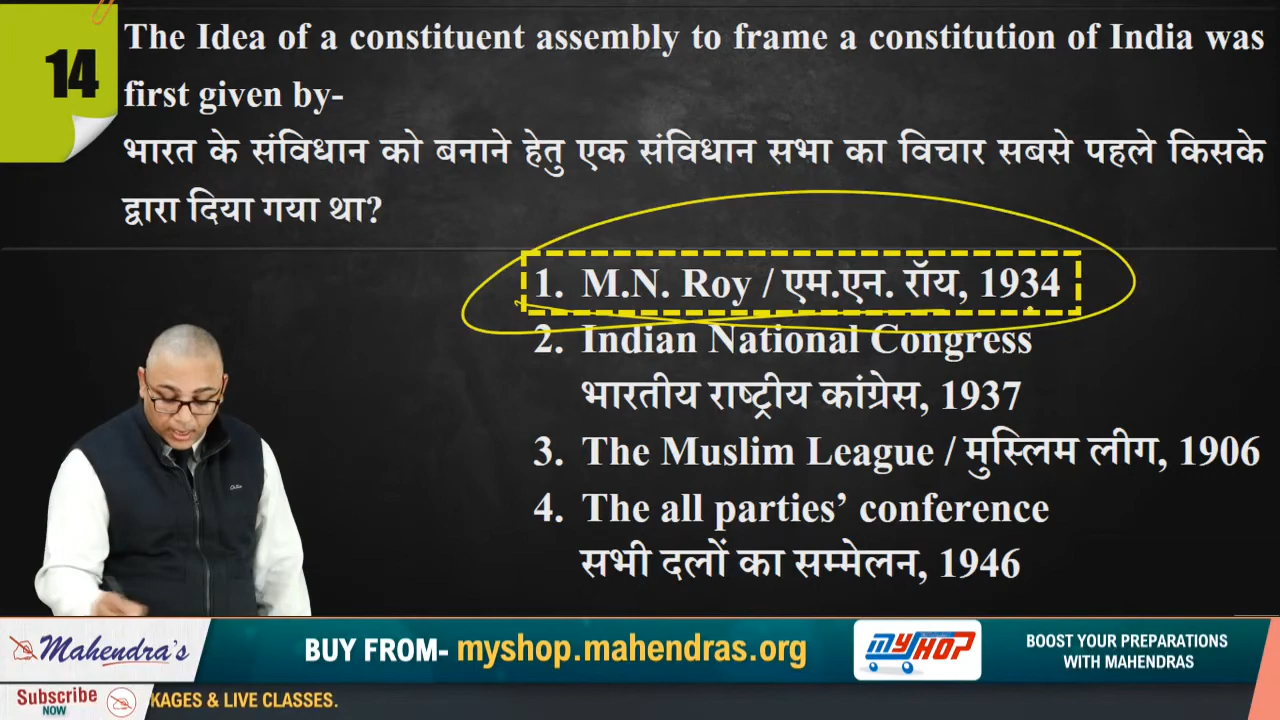 14
The Idea of a constituent assembly to frame a constitution of India was
first given by-
भारत के संविधान को बनाने हेतु एक संविधान सभा का विचार सबसे पहले किसके
द्वारा दिया गया था?
1. M.N. Roy / एम.एन. रॉय, 1934
2. Indian National Congress
भारतीय राष्ट्रीय कांग्रेस, 1937
3. The Muslim League / मुस्लिम लीग, 1906
4. The all parties’ conference
सभी दलों का सम्मेलन, 1946
Mahendra's
BUY FROM- myshop.mahendras.org
MYSHOP
BOOST YOUR PREPARATIONS
WITH MAHENDRAS
Subscribe
NOW
KAGES & LIVE CLASSES.